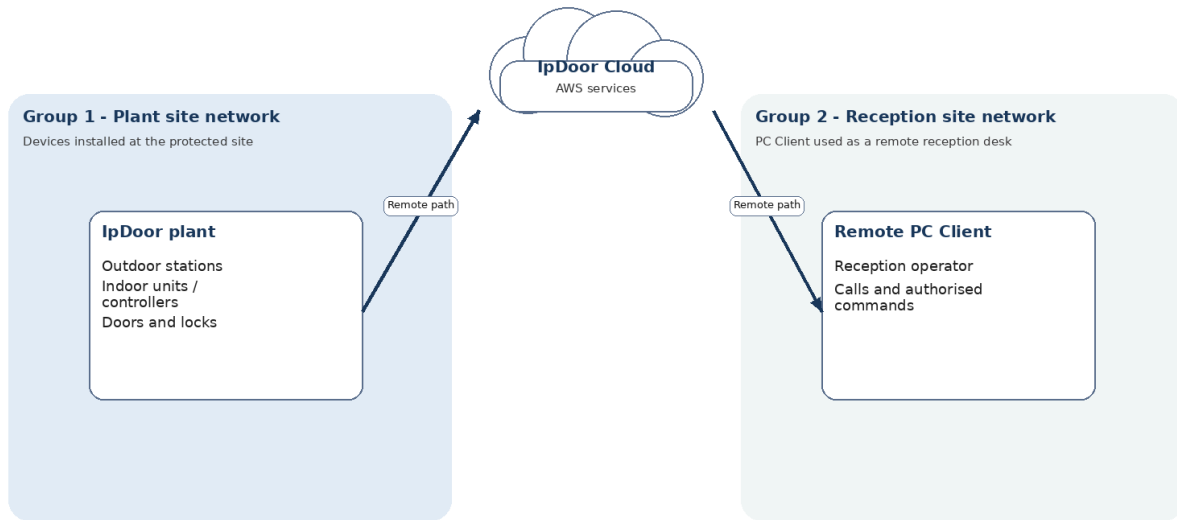 IpDoor Cloud
AWS services
Group 1 - Plant site network
Devices installed at the protected site
Group 2 - Reception site network
PC Client used as a remote reception desk
Remote path
Remote path
IpDoor plant
Outdoor stations
Indoor units /
controllers
Doors and locks
Remote PC Client
Reception operator
Calls and authorised
commands